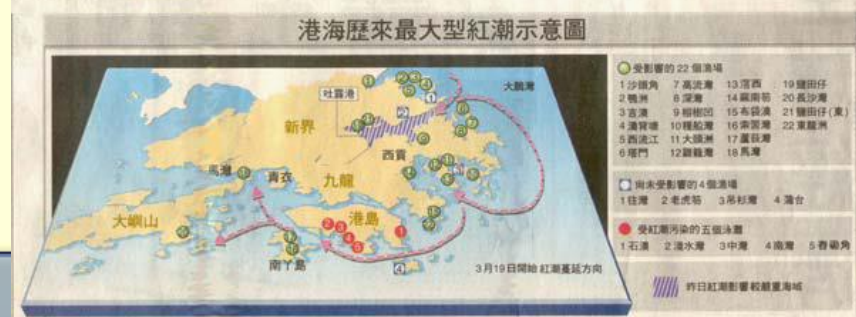 港海歷來最大型紅潮示意圖
大鵬灣
吐露港
新界
西貢
馬灣
青衣
九龍
大嶼山
港島
南丫島
3月19日開始紅潮蔓延方向
受影響的22個漁場
1沙頭角 7高流灣 13滘西 19鹽田仔
2鴨洲 8深灣 14麻南笏 20長沙灣
3吉澳 9相思凹 15布袋澳 21鹽田仔(東)
4滘背塘 10糧船灣 16索罟灣 22東龍洲
5西流江 11大頭洲 17蘆荻灣
6塔門 12雞籠灣 18馬灣
尚未受影響的4個漁場
1往灣 2老虎笏 3吊杉灣 4蒲台
受紅潮污染的五個泳灘
1石澳 2淺水灣 3中灣 4南灣 5舂磡角
昨日紅潮影響較嚴重海域